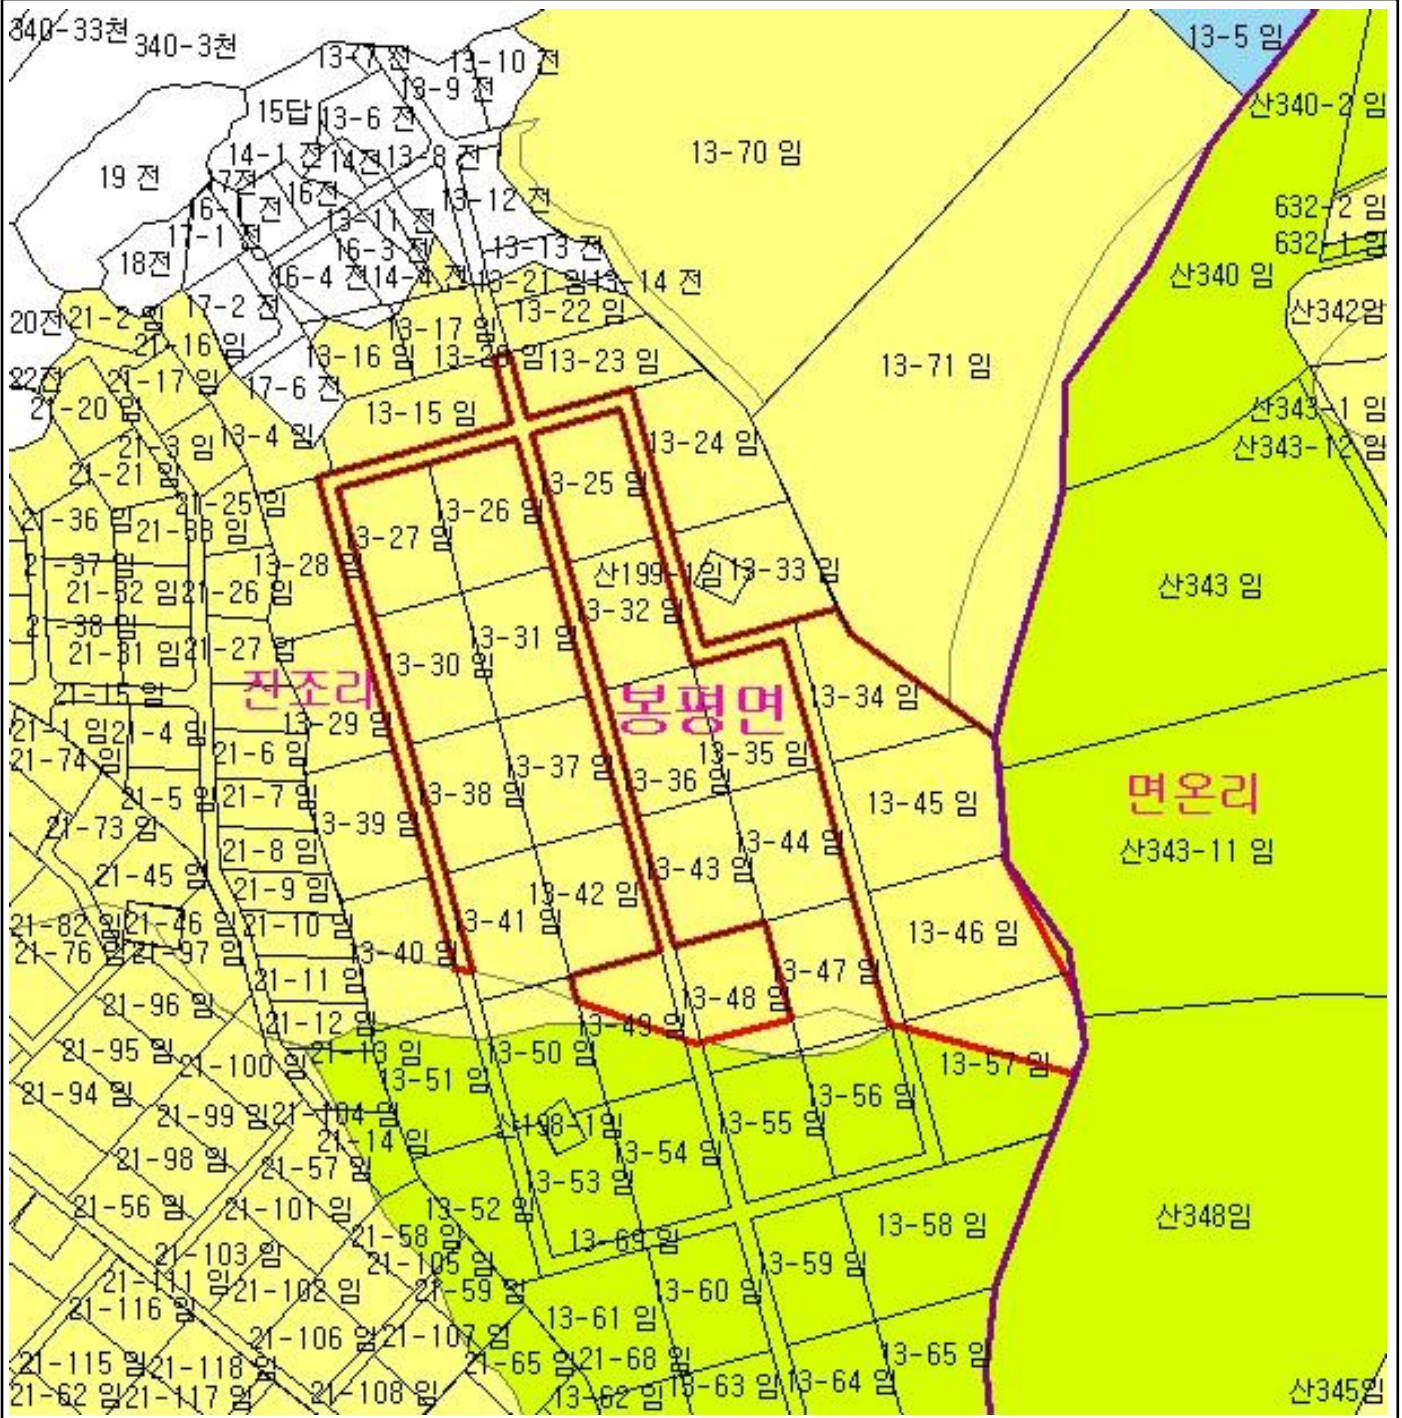 340-33천
340-3천
13-7 전
13-10 전
13-5 임
13-9 전
산340-2 임
15답
13-6 전
14-1 전
14전
13-8 전
13-70 임
19 전
7전
16전
13-12 전
632-2 임
13-11 전
17-1 전
16-3 전
13-13 전
632-1 임
18전
16-4 전
14-4 전
13-21 임
13-14 전
산340 임
20전
21-2 임
17-2 전
13-22 임
산342임
21-16 임
13-17 임
13-16 임
13-20 임
13-23 임
13-71 임
22전
21-17 임
17-6 전
21-20 임
13-15 임
산343-1 임
21-3 임
13-4 임
13-24 임
산343-12 임
21-21 임
13-25 임
21-25 임
13-26 임
21-36 임
21-33 임
13-27 임
21-37 임
13-28 임
산199-1임
13-33 임
산343 임
21-32 임
21-26 임
13-32 임
21-38 임
13-31 임
21-31 임
21-27 임
13-30 임
진조리
봉평면
21-15 임
13-34 임
21-1 임
21-4 임
13-29 임
21-74 임
21-6 임
13-35 임
13-37 임
13-36 임
면온리
21-5 임
21-7 임
13-38 임
13-45 임
21-73 임
13-39 임
13-44 임
21-8 임
산343-11 임
21-45 임
21-9 임
13-42 임
13-43 임
21-82 임
21-46 임
21-10 임
13-41 임
13-46 임
21-76 임
21-97 임
13-40 임
13-47 임
21-11 임
21-96 임
13-48 임
21-12 임
13-49 임
21-95 임
21-100 임
21-13 임
13-50 임
13-57 임
21-94 임
13-51 임
13-56 임
21-99 임
21-104 임
산198-1임
13-55 임
21-98 임
21-14 임
13-54 임
21-57 임
13-53 임
21-56 임
21-101 임
13-52 임
13-58 임
산348임
21-58 임
13-69 임
21-103 임
21-105 임
13-59 임
21-111 임
21-102 임
21-59 임
13-60 임
21-116 임
13-61 임
21-106 임
21-107 임
13-65 임
21-115 임
21-118 임
21-65 임
21-68 임
21-62 임
21-117 임
21-108 임
13-62 임
13-63 임
13-64 임
산345임